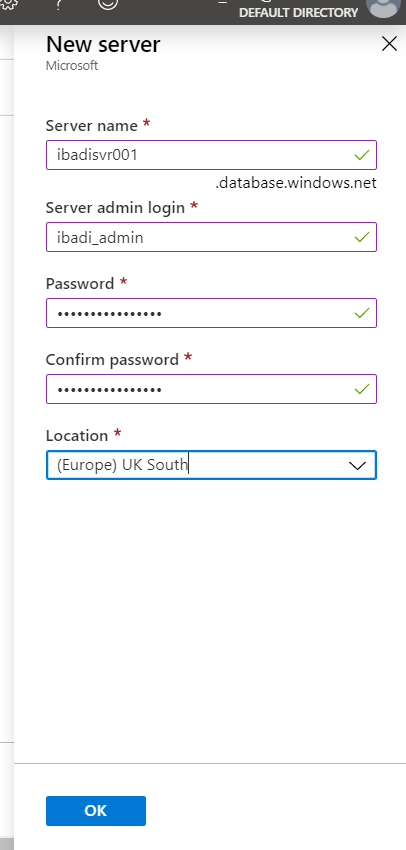 DEFAULT DIRECTORY
New server
Microsoft
Server name *
ibadisvr001
.database.windows.net
Server admin login *
ibadi_admin
Password *
••••••••••••••••
Confirm password *
••••••••••••••••
Location *
(Europe) UK South
OK